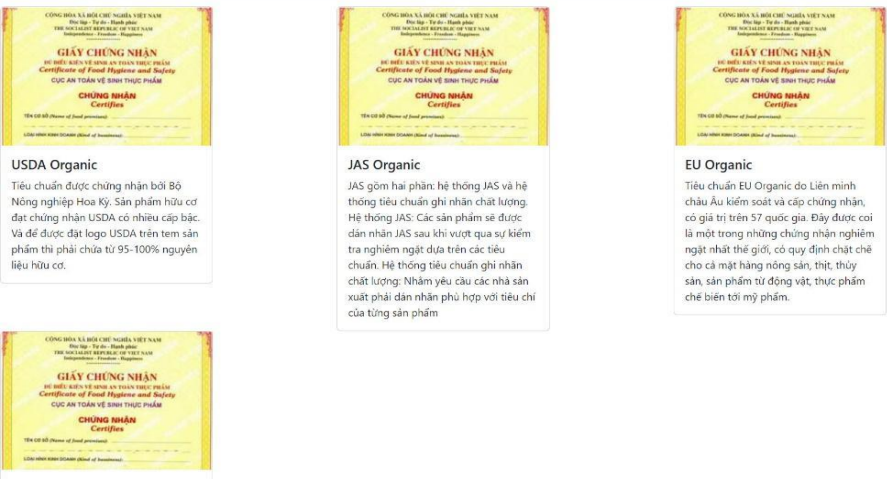 CỘNG HÒA XÃ HỘI CHỦ NGHĨA VIỆT NAM
Độc lập - Tự do - Hạnh phúc
THE SOCIALIST REPUBLIC OF VIET NAM
Independence - Freedom - Happiness
GIẤY CHỨNG NHẬN
ĐỦ ĐIỀU KIỆN VỆ SINH AN TOÀN THỰC PHẨM
Certificate of Food Hygiene and Safety
CỤC AN TOÀN VỆ SINH THỰC PHẨM
CHỨNG NHẬN
Certifies
TÊN CƠ SỞ (Name of food premises):
LOẠI HÌNH KINH DOANH (Kind of business):
USDA Organic
Tiêu chuẩn được chứng nhận bởi Bộ
Nông nghiệp Hoa Kỳ. Sản phẩm hữu cơ
đạt chứng nhận USDA có nhiều cấp bậc.
Và để được đặt logo USDA trên tem sản
phẩm thì phải chứa từ 95-100% nguyên
liệu hữu cơ.
CỘNG HÒA XÃ HỘI CHỦ NGHĨA VIỆT NAM
Độc lập - Tự do - Hạnh phúc
THE SOCIALIST REPUBLIC OF VIET NAM
Independence - Freedom - Happiness
GIẤY CHỨNG NHẬN
ĐỦ ĐIỀU KIỆN VỆ SINH AN TOÀN THỰC PHẨM
Certificate of Food Hygiene and Safety
CỤC AN TOÀN VỆ SINH THỰC PHẨM
CHỨNG NHẬN
Certifies
TÊN CƠ SỞ (Name of food premises):
LOẠI HÌNH KINH DOANH (Kind of business):
JAS Organic
JAS gồm hai phần: hệ thống JAS và hệ
thống tiêu chuẩn ghi nhãn chất lượng.
Hệ thống JAS: Các sản phẩm sẽ được
dán nhãn JAS sau khi vượt qua sự kiểm
tra nghiêm ngặt dựa trên các tiêu
chuẩn. Hệ thống tiêu chuẩn ghi nhãn
chất lượng: Nhằm yêu cầu các nhà sản
xuất phải dán nhãn phù hợp với tiêu chí
của từng sản phẩm
CỘNG HÒA XÃ HỘI CHỦ NGHĨA VIỆT NAM
Độc lập - Tự do - Hạnh phúc
THE SOCIALIST REPUBLIC OF VIET NAM
Independence - Freedom - Happiness
GIẤY CHỨNG NHẬN
ĐỦ ĐIỀU KIỆN VỆ SINH AN TOÀN THỰC PHẨM
Certificate of Food Hygiene and Safety
CỤC AN TOÀN VỆ SINH THỰC PHẨM
CHỨNG NHẬN
Certifies
TÊN CƠ SỞ (Name of food premises):
LOẠI HÌNH KINH DOANH (Kind of business):
EU Organic
Tiêu chuẩn EU Organic do Liên minh
châu Âu kiểm soát và cấp chứng nhận,
có giá trị trên 57 quốc gia. Đây được coi
là một trong những chứng nhận nghiêm
ngặt nhất thế giới, có quy định chặt chẽ
cho cả mặt hàng nông sản, thịt, thủy
sản, sản phẩm từ động vật, thực phẩm
chế biến tới mỹ phẩm.
CỘNG HÒA XÃ HỘI CHỦ NGHĨA VIỆT NAM
Độc lập - Tự do - Hạnh phúc
THE SOCIALIST REPUBLIC OF VIET NAM
Independence - Freedom - Happiness
GIẤY CHỨNG NHẬN
ĐỦ ĐIỀU KIỆN VỆ SINH AN TOÀN THỰC PHẨM
Certificate of Food Hygiene and Safety
CỤC AN TOÀN VỆ SINH THỰC PHẨM
CHỨNG NHẬN
Certifies
TÊN CƠ SỞ (Name of food premises):
LOẠI HÌNH KINH DOANH (Kind of business):